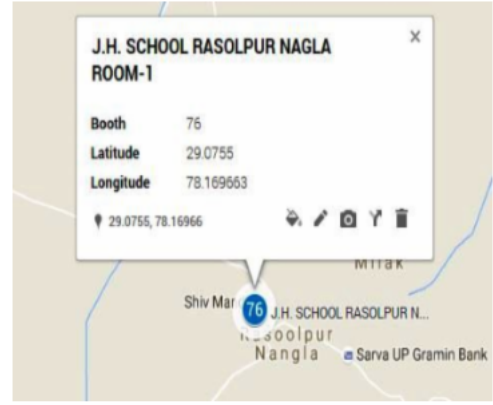 J.H. SCHOOL RASOLPUR NAGLA
ROOM-1
Booth 76
Latitude 29.0755
Longitude 78.169663
29.0755, 78.16966
Shiv Mar
76
J.H. SCHOOL RASOLPUR N...
Nangla
Sarva UP Gramin Bank